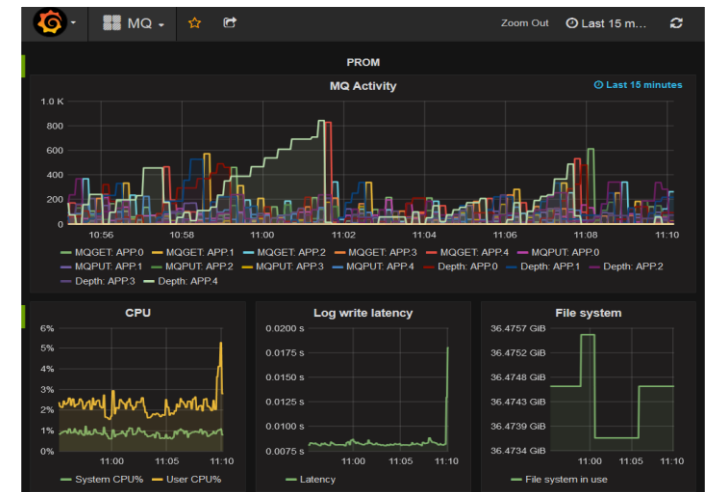 MQ
Zoom Out
Last 15 m...
PROM
MQ Activity
Last 15 minutes
1.0 K
800
600
400
200
0
10:56 10:58 11:00 11:02 11:04 11:06 11:08 11:10
MQGET: APP.0 MQGET: APP.1 MQGET: APP.2 MQGET: APP.3 MQGET: APP.4 MQPUT: APP.0
MQPUT: APP.1 MQPUT: APP.2 MQPUT: APP.3 MQPUT: APP.4 Depth: APP.0 Depth: APP.1 Depth: APP.2
Depth: APP.3 Depth: APP.4
CPU
6%
5%
4%
3%
2%
1%
0%
11:00 11:05 11:10
System CPU% User CPU%
Log write latency
0.0200 s
0.0175 s
0.0150 s
0.0125 s
0.0100 s
0.0075 s
11:00 11:05 11:10
Latency
File system
36.4757 GiB
36.4752 GiB
36.4748 GiB
36.4743 GiB
36.4739 GiB
36.4734 GiB
11:00 11:05 11:10
File system in use